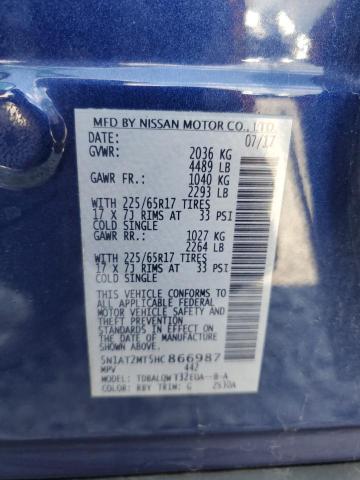 MFD BY NISSAN MOTOR CO., LTD.
DATE: 07/17
GVWR: 2036 KG
4489 LB
GAWR FR.: 1040 KG
2293 LB
WITH 225/65R17 TIRES
17 X 7J RIMS AT 33 PSI
COLD SINGLE
GAWR RR.: 1027 KG
2264 LB
WITH 225/65R17 TIRES
17 X 7J RIMS AT 33 PSI
COLD SINGLE
THIS VEHICLE CONFORMS TO
ALL APPLICABLE FEDERAL
MOTOR VEHICLE SAFETY AND
THEFT PREVENTION
STANDARDS IN EFFECT ON
THE DATE OF MANUFACTURE
SHOWN ABOVE.
5N1AT2MT5HC866987
MPV 442
MODEL: TDBALQWT32EUA--B-A
COLOR: RBY TRIM: G